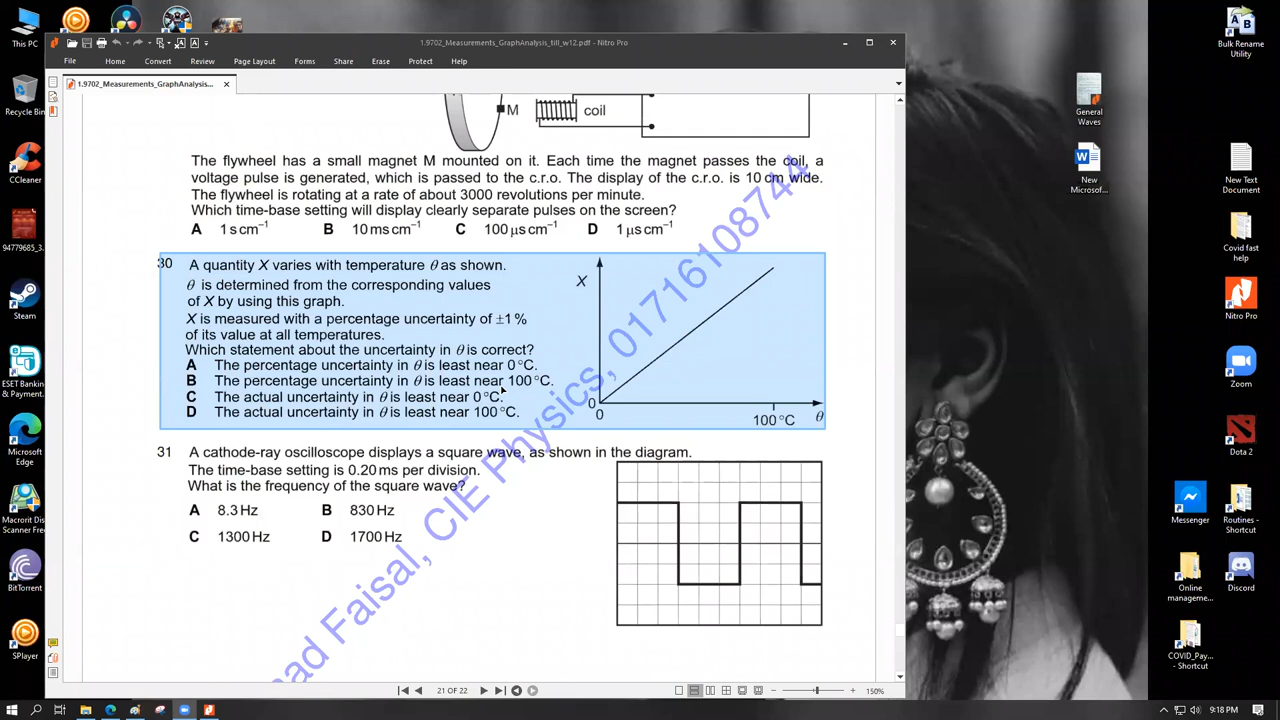 This PC
Recycle Bin
CCleaner
94779685_3...
Steam
ESET Banking & Payment...
Microsoft Edge
Macrorit Disk Scanner Free
BitTorrent
SPlayer
1.9702_Measurements_GraphAnalysis_till_w12.pdf - Nitro Pro
File Home Convert Review Page Layout Forms Share Erase Protect Help
1.9702_Measurements_GraphAnalysis...
M
coil
The flywheel has a small magnet M mounted on it. Each time the magnet passes the coil, a
voltage pulse is generated, which is passed to the c.r.o. The display of the c.r.o. is 10 cm wide.
The flywheel is rotating at a rate of about 3000 revolutions per minute.
Which time-base setting will display clearly separate pulses on the screen?
A 1 s cm⁻¹ B 10 ms cm⁻¹ C 100 µs cm⁻¹ D 1 µs cm⁻¹
30 A quantity X varies with temperature θ as shown.
θ is determined from the corresponding values
of X by using this graph.
X is measured with a percentage uncertainty of ±1 %
of its value at all temperatures.
Which statement about the uncertainty in θ is correct?
A The percentage uncertainty in θ is least near 0 °C.
B The percentage uncertainty in θ is least near 100 °C.
C The actual uncertainty in θ is least near 0 °C.
D The actual uncertainty in θ is least near 100 °C.
X
0
0
100 °C θ
31 A cathode-ray oscilloscope displays a square wave, as shown in the diagram.
The time-base setting is 0.20 ms per division.
What is the frequency of the square wave?
A 8.3 Hz B 830 Hz
C 1300 Hz D 1700 Hz
ad Faisal, CIE Physics, 01716108744
21 OF 22
150%
General Waves
New Microsof...
Bulk Rename Utility
New Text Document
Covid fast help
Nitro Pro
Zoom
Dota 2
Messenger
Routines - Shortcut
Online management...
Discord
COVID_Pay... - Shortcut
9:18 PM